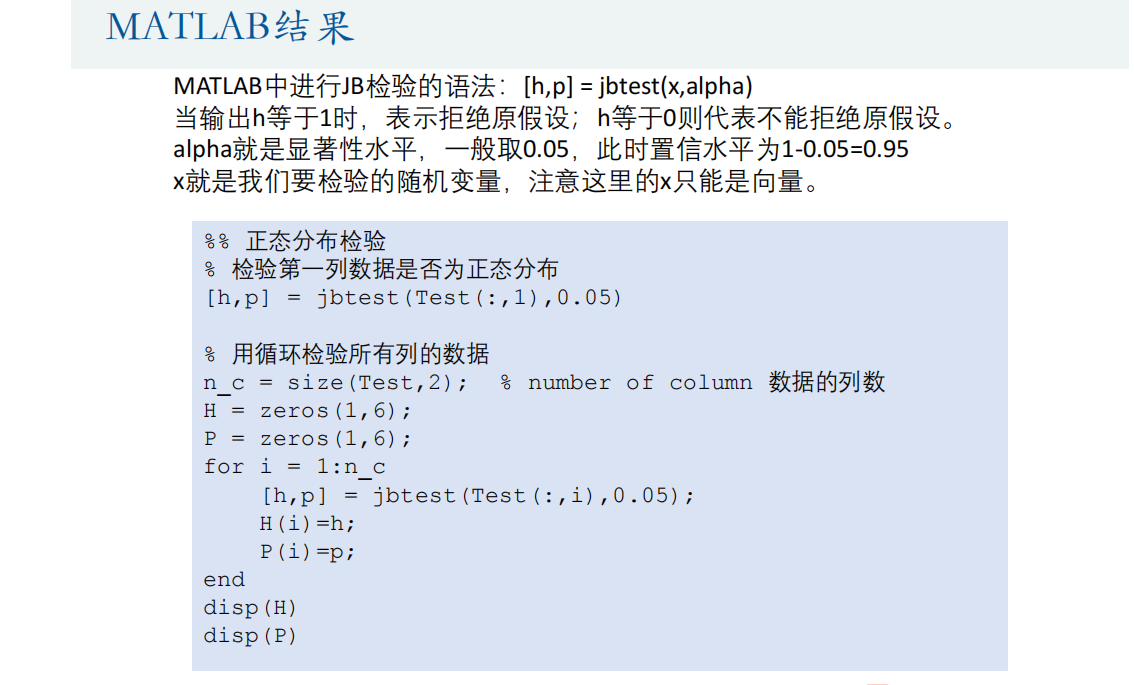 MATLAB结果
MATLAB中进行JB检验的语法：[h,p] = jbtest(x,alpha)
当输出h等于1时，表示拒绝原假设；h等于0则代表不能拒绝原假设。
alpha就是显著性水平，一般取0.05，此时置信水平为1-0.05=0.95
x就是我们要检验的随机变量，注意这里的x只能是向量。
%% 正态分布检验
% 检验第一列数据是否为正态分布
[h,p] = jbtest(Test(:,1),0.05)
% 用循环检验所有列的数据
n_c = size(Test,2);  % number of column 数据的列数
H = zeros(1,6);
P = zeros(1,6);
for i = 1:n_c
    [h,p] = jbtest(Test(:,i),0.05);
    H(i)=h;
    P(i)=p;
end
disp(H)
disp(P)